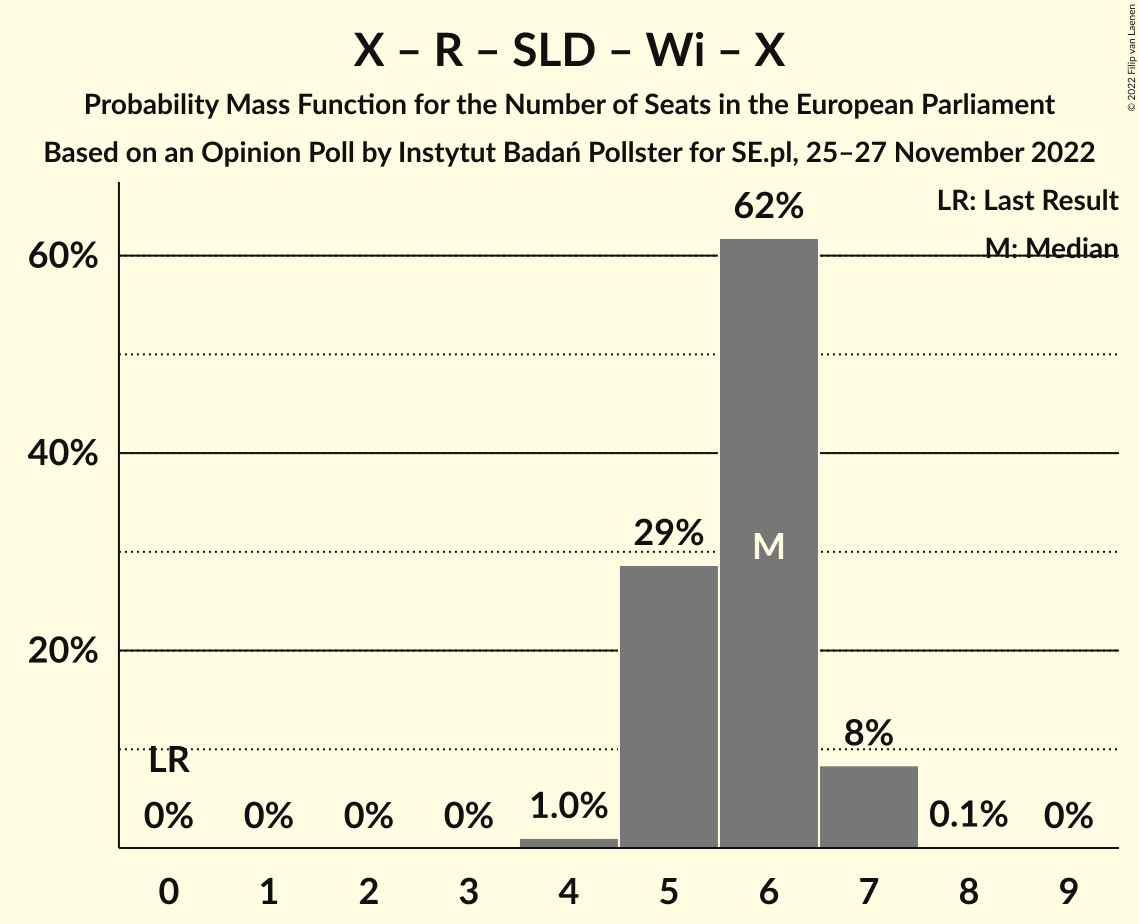 X – R – SLD – Wi – X
Probability Mass Function for the Number of Seats in the European Parliament
Based on an Opinion Poll by Instytut Badań Pollster for SE.pl, 25–27 November 2022
© 2022 Filip van Laenen
LR: Last Result
M: Median
60%
40%
20%
62%
29%
M
8%
LR
0% 0% 0% 0% 1.0% 0.1% 0%
0 1 2 3 4 5 6 7 8 9